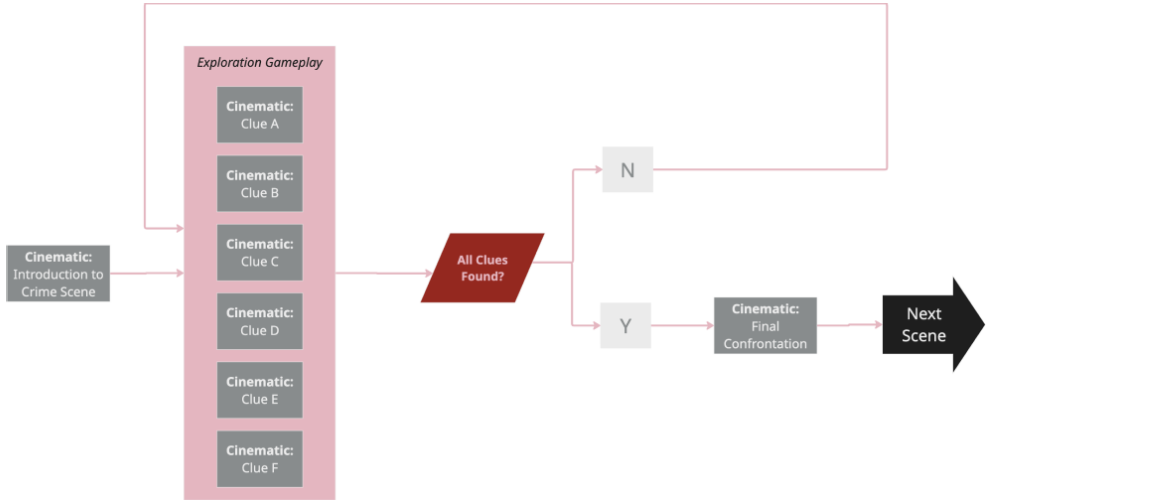 Exploration Gameplay
Cinematic:
Clue A
Cinematic:
Clue B
Cinematic:
Clue C
Cinematic:
Clue D
Cinematic:
Clue E
Cinematic:
Clue F
Cinematic:
Introduction to
Crime Scene
All Clues
Found?
N
Y
Cinematic:
Final
Confrontation
Next
Scene